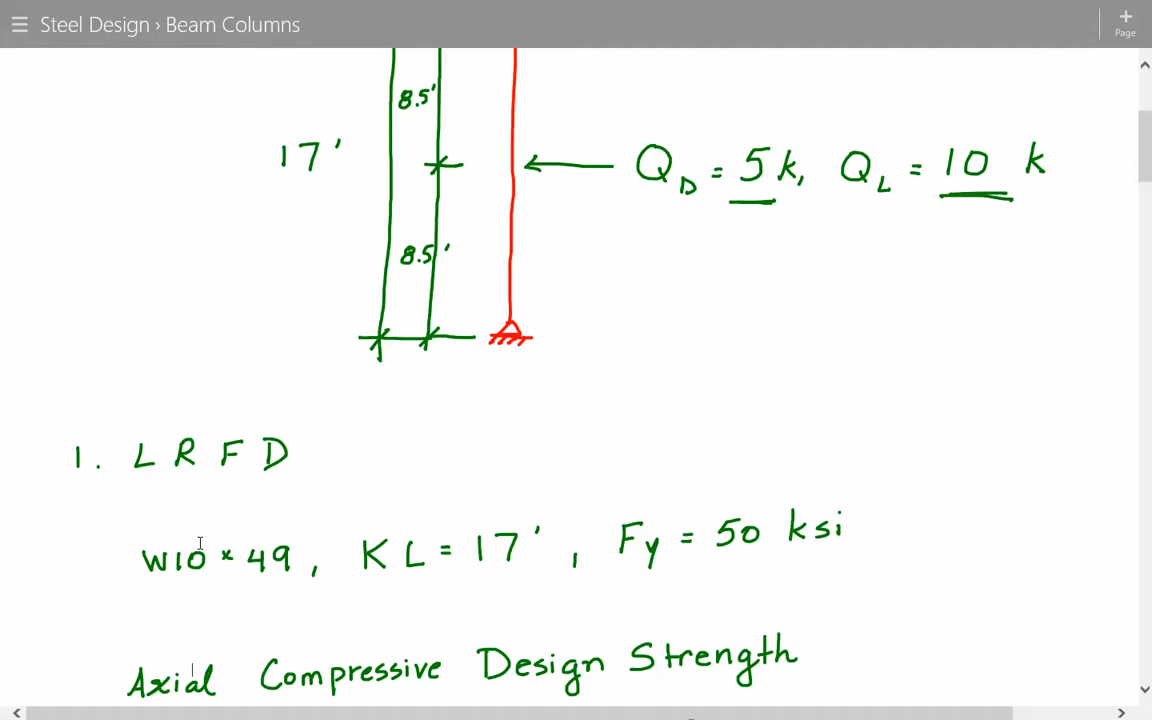 Steel Design › Beam Columns
Page
8.5'
17'
Q_D = 5k, Q_L = 10 k
8.5'
1. LRFD
W10 × 49, KL = 17', Fy = 50 ksi
Axial Compressive Design Strength